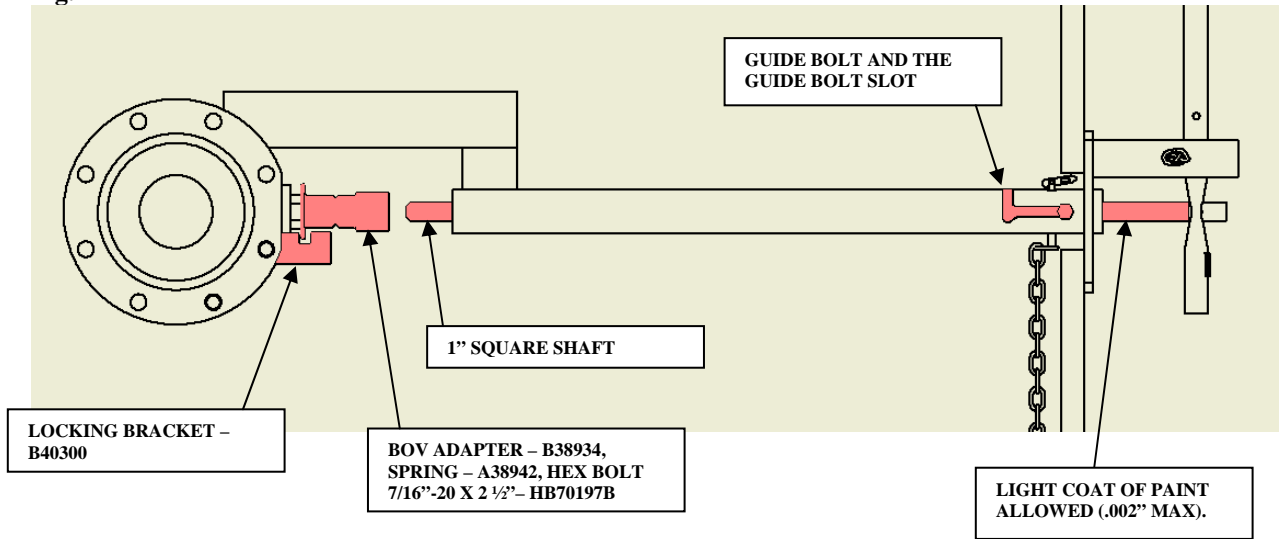 GUIDE BOLT AND THE
GUIDE BOLT SLOT
1” SQUARE SHAFT
LOCKING BRACKET –
B40300
BOV ADAPTER – B38934,
SPRING – A38942, HEX BOLT
7/16”-20 X 2 ½”– HB70197B
LIGHT COAT OF PAINT
ALLOWED (.002” MAX).